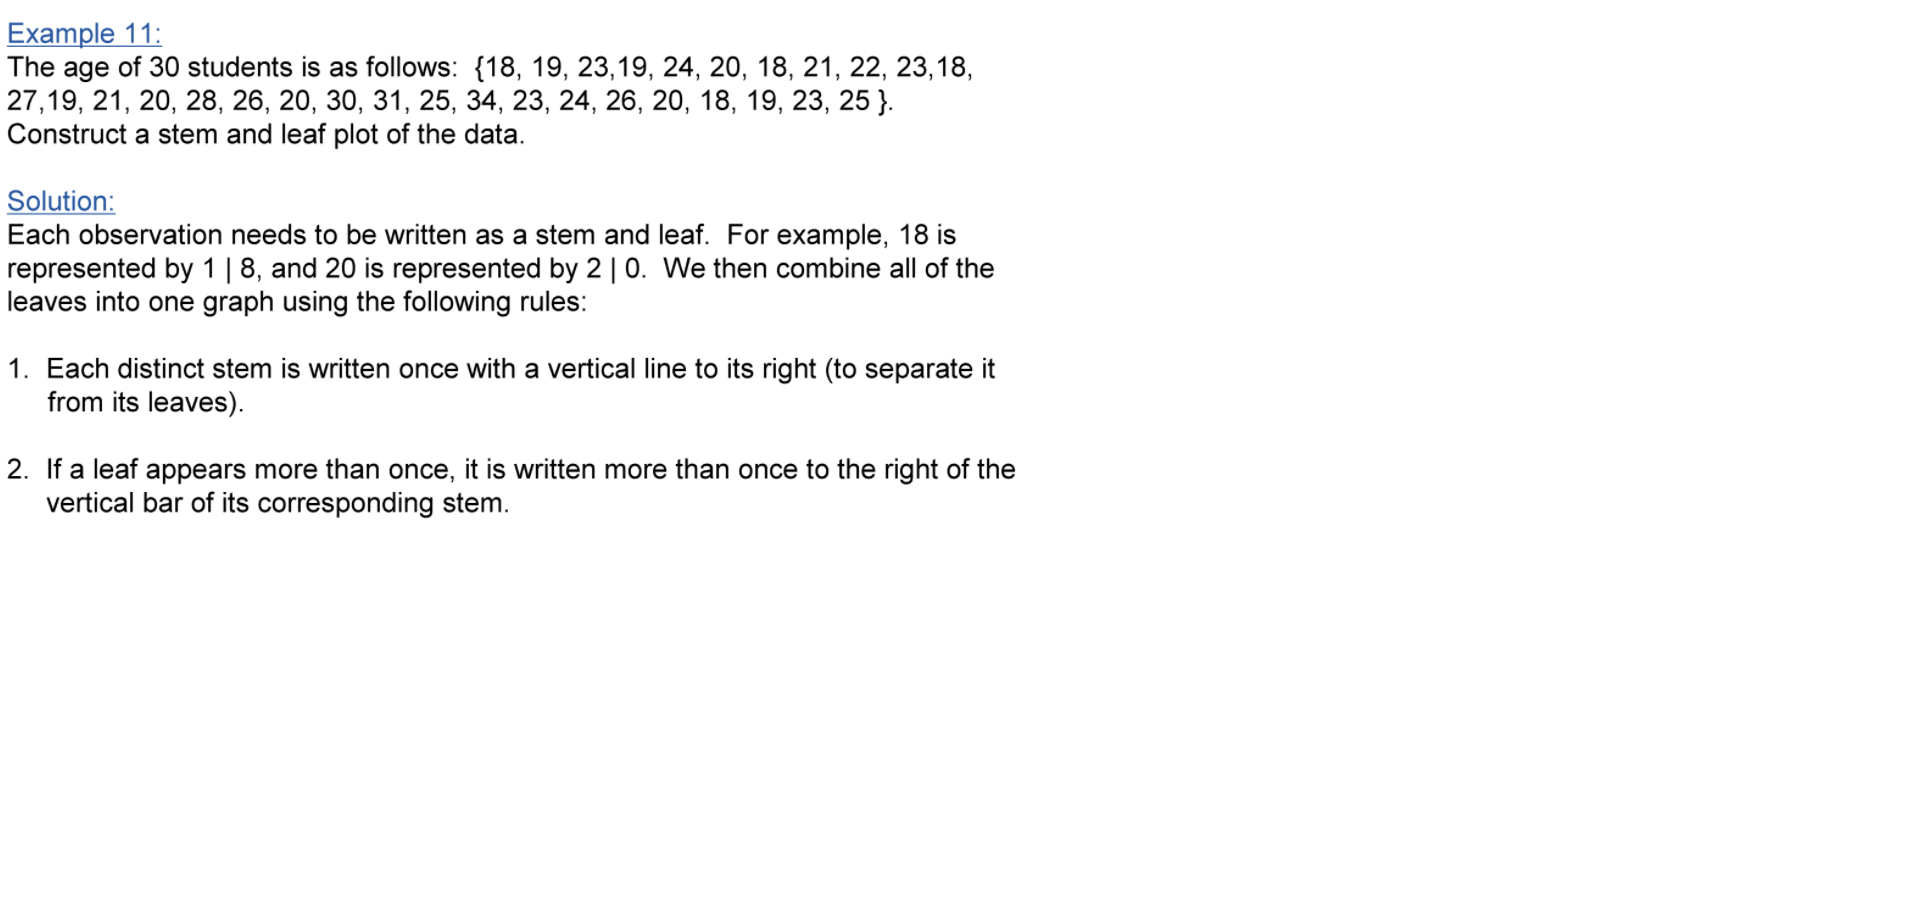 Example 11:
The age of 30 students is as follows:  {18, 19, 23,19, 24, 20, 18, 21, 22, 23,18,
27,19, 21, 20, 28, 26, 20, 30, 31, 25, 34, 23, 24, 26, 20, 18, 19, 23, 25 }.
Construct a stem and leaf plot of the data.
Solution:
Each observation needs to be written as a stem and leaf.  For example, 18 is
represented by 1 | 8, and 20 is represented by 2 | 0.  We then combine all of the
leaves into one graph using the following rules:
1.  Each distinct stem is written once with a vertical line to its right (to separate it
from its leaves).
2.  If a leaf appears more than once, it is written more than once to the right of the
vertical bar of its corresponding stem.